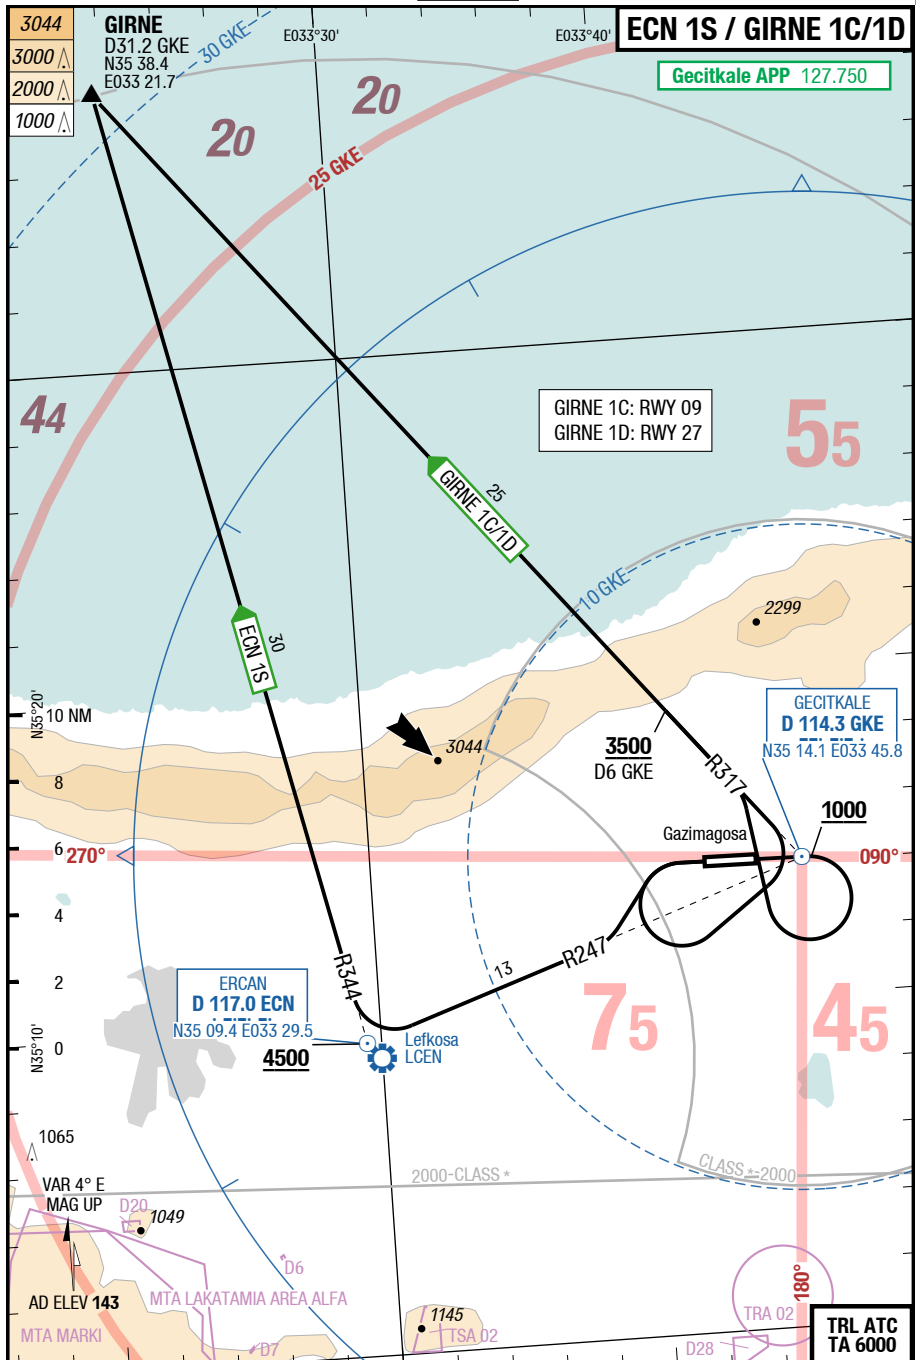 3044
3000
2000
1000
GIRNE
D31.2 GKE
N35 38.4
E033 21.7
30 GKE
E033°30'
E033°40'
ECN 1S / GIRNE 1C/1D
Gecitkale APP 127.750
20
20
25 GKE
44
GIRNE 1C: RWY 09
GIRNE 1D: RWY 27
55
GIRNE 1C/1D
25
10 GKE
2299
ECN 1S
30
N35°20'
10 NM
8
6
4
2
0
N35°10'
3044
3500
D6 GKE
GECITKALE
D 114.3 GKE
N35 14.1 E033 45.8
R317
1000
Gazimagosa
270°
090°
R247
13
R344
ERCAN
D 117.0 ECN
N35 09.4 E033 29.5
4500
Lefkosa
LCEN
75
45
1065
2000-CLASS *
CLASS *-2000
VAR 4° E
MAG UP
D20
1049
D6
AD ELEV 143
MTA LAKATAMIA AREA ALFA
MTA MARKI
D7
1145
TSA 02
TRA 02
180°
D28
TRL ATC
TA 6000